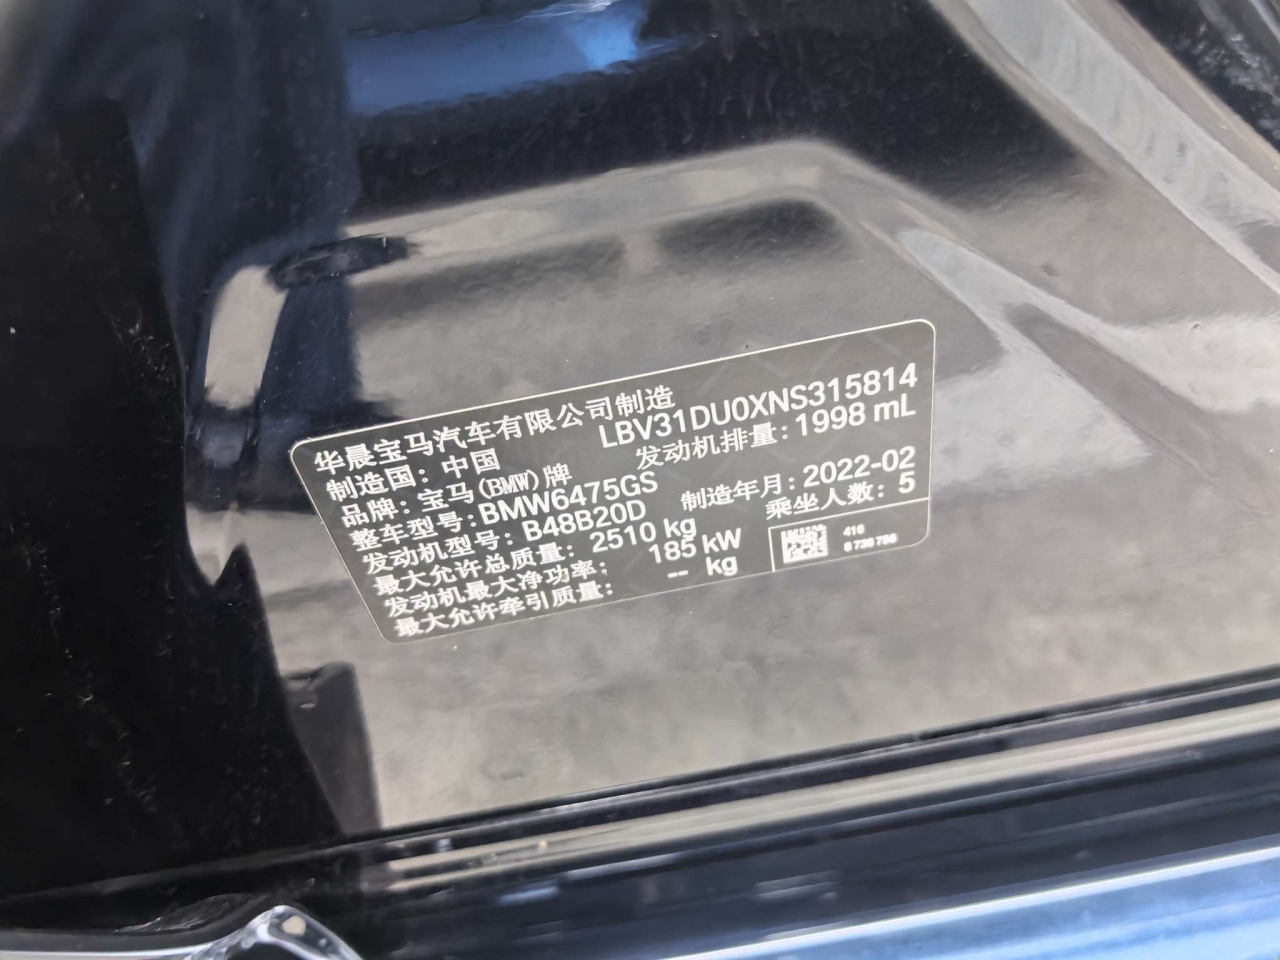 华晨宝马汽车有限公司制造
制造国：中国 LBV31DU0XNS315814
品牌：宝马(BMW)牌 发动机排量：1998 mL
整车型号：BMW6475GS
发动机型号：B48B20D 制造年月：2022-02
最大允许总质量：2510 kg 乘坐人数：5
发动机最大净功率：185 kW
最大允许牵引质量：-- kg
416